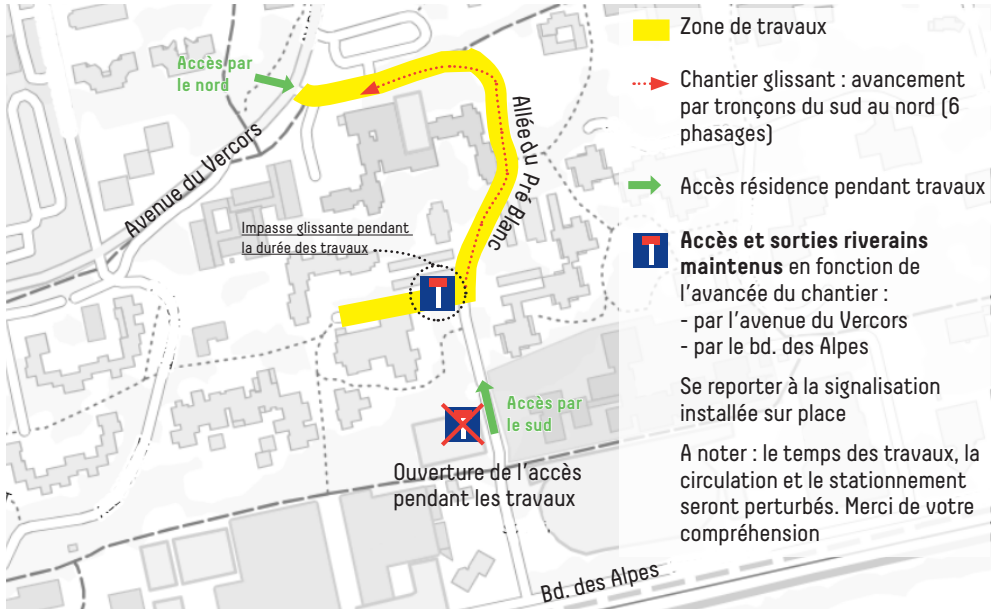 Accès par
le nord
Avenue du Vercors
Allée du Pré Blanc
Impasse glissante pendant
la durée des travaux
Accès par
le sud
Ouverture de l'accès
pendant les travaux
Bd. des Alpes
Zone de travaux
Chantier glissant : avancement
par tronçons du sud au nord (6
phasages)
Accès résidence pendant travaux
Accès et sorties riverains
maintenus en fonction de
l'avancée du chantier :
- par l'avenue du Vercors
- par le bd. des Alpes
Se reporter à la signalisation
installée sur place
A noter : le temps des travaux, la
circulation et le stationnement
seront perturbés. Merci de votre
compréhension